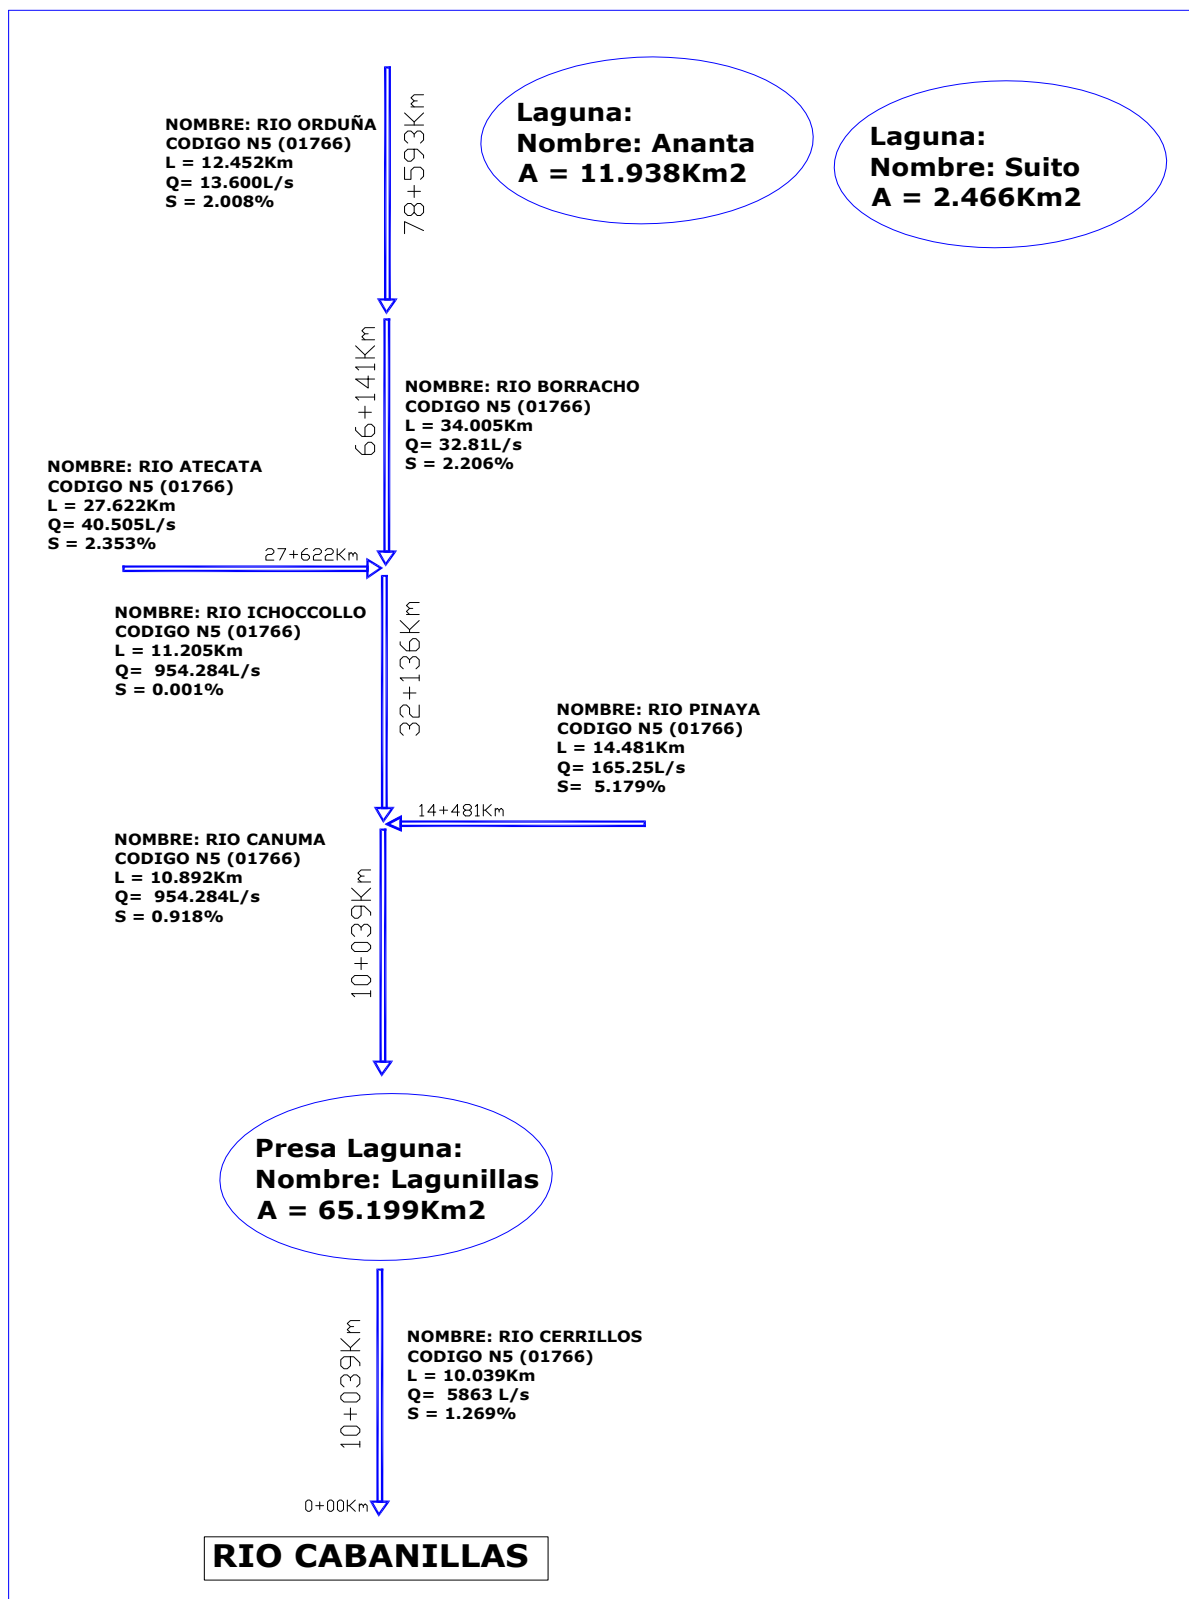 NOMBRE: RIO ORDUÑA
CODIGO N5 (01766)
L = 12.452Km
Q= 13.600L/s
S = 2.008%
78+593Km
Laguna:
Nombre: Ananta
A = 11.938Km2
Laguna:
Nombre: Suito
A = 2.466Km2
66+141Km
NOMBRE: RIO BORRACHO
CODIGO N5 (01766)
L = 34.005Km
Q= 32.81L/s
S = 2.206%
NOMBRE: RIO ATECATA
CODIGO N5 (01766)
L = 27.622Km
Q= 40.505L/s
S = 2.353%
27+622Km
NOMBRE: RIO ICHOCCOLLO
CODIGO N5 (01766)
L = 11.205Km
Q= 954.284L/s
S = 0.001%
32+136Km
NOMBRE: RIO PINAYA
CODIGO N5 (01766)
L = 14.481Km
Q= 165.25L/s
S= 5.179%
14+481Km
NOMBRE: RIO CANUMA
CODIGO N5 (01766)
L = 10.892Km
Q= 954.284L/s
S = 0.918%
10+039Km
Presa Laguna:
Nombre: Lagunillas
A = 65.199Km2
10+039Km
NOMBRE: RIO CERRILLOS
CODIGO N5 (01766)
L = 10.039Km
Q= 5863 L/s
S = 1.269%
0+00Km
RIO CABANILLAS